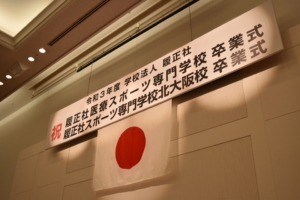 令和3年度 学校法人 履正社
祝 履正社医療スポーツ専門学校 卒業式
履正社スポーツ専門学校北大阪校 卒業式